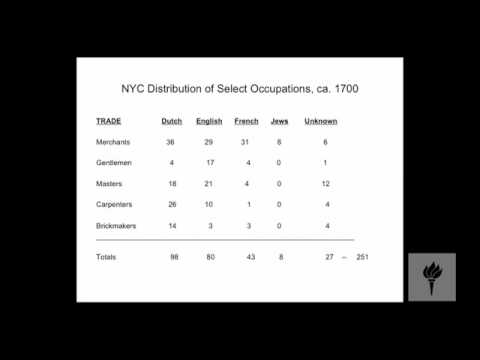 NYC Distribution of Select Occupations, ca. 1700
TRADE Dutch English French Jews Unknown
Merchants 36 29 31 8 6
Gentlemen 4 17 4 0 1
Masters 18 21 4 0 12
Carpenters 26 10 1 0 4
Brickmakers 14 3 3 0 4
Totals 98 80 43 8 27 – 251